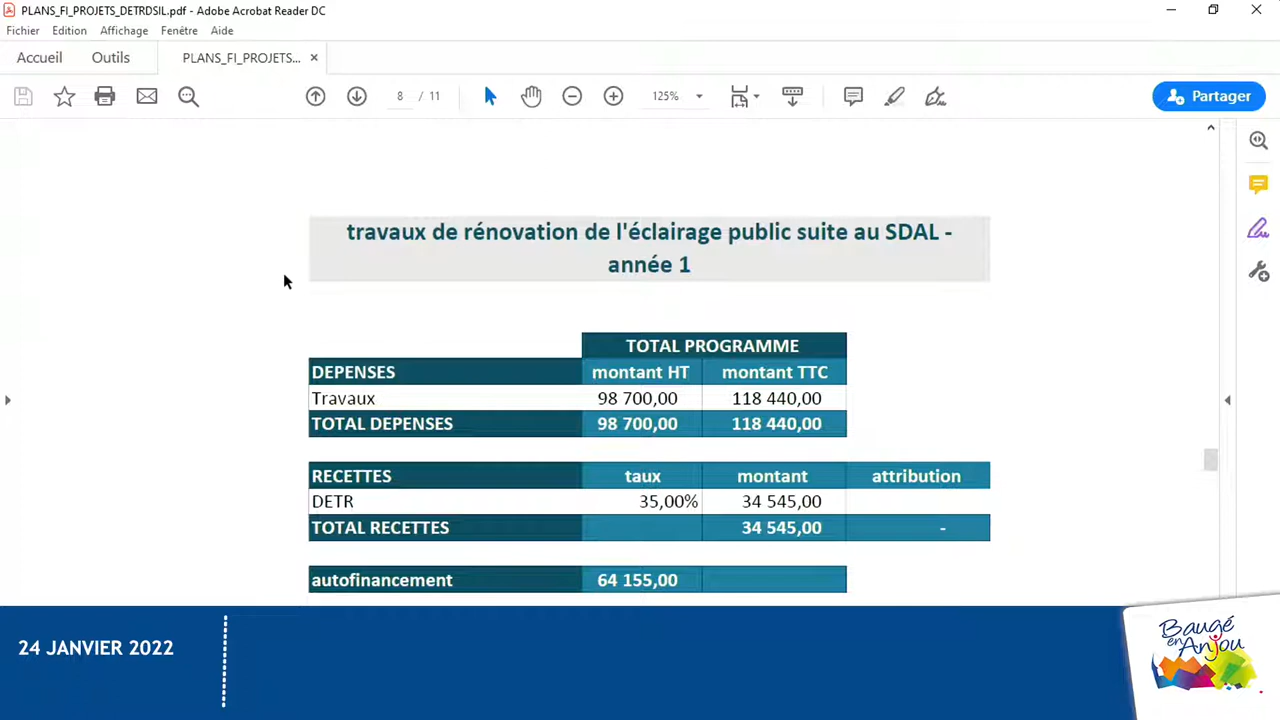 PLANS_FI_PROJETS_DETRDSIL.pdf - Adobe Acrobat Reader DC
Fichier Edition Affichage Fenêtre Aide
Accueil Outils PLANS_FI_PROJETS... ×
8 / 11 125% Partager
travaux de rénovation de l'éclairage public suite au SDAL -
année 1
TOTAL PROGRAMME
DEPENSES montant HT montant TTC
Travaux 98 700,00 118 440,00
TOTAL DEPENSES 98 700,00 118 440,00
RECETTES taux montant attribution
DETR 35,00% 34 545,00
TOTAL RECETTES 34 545,00 -
autofinancement 64 155,00
24 JANVIER 2022
Baugé
en Anjou